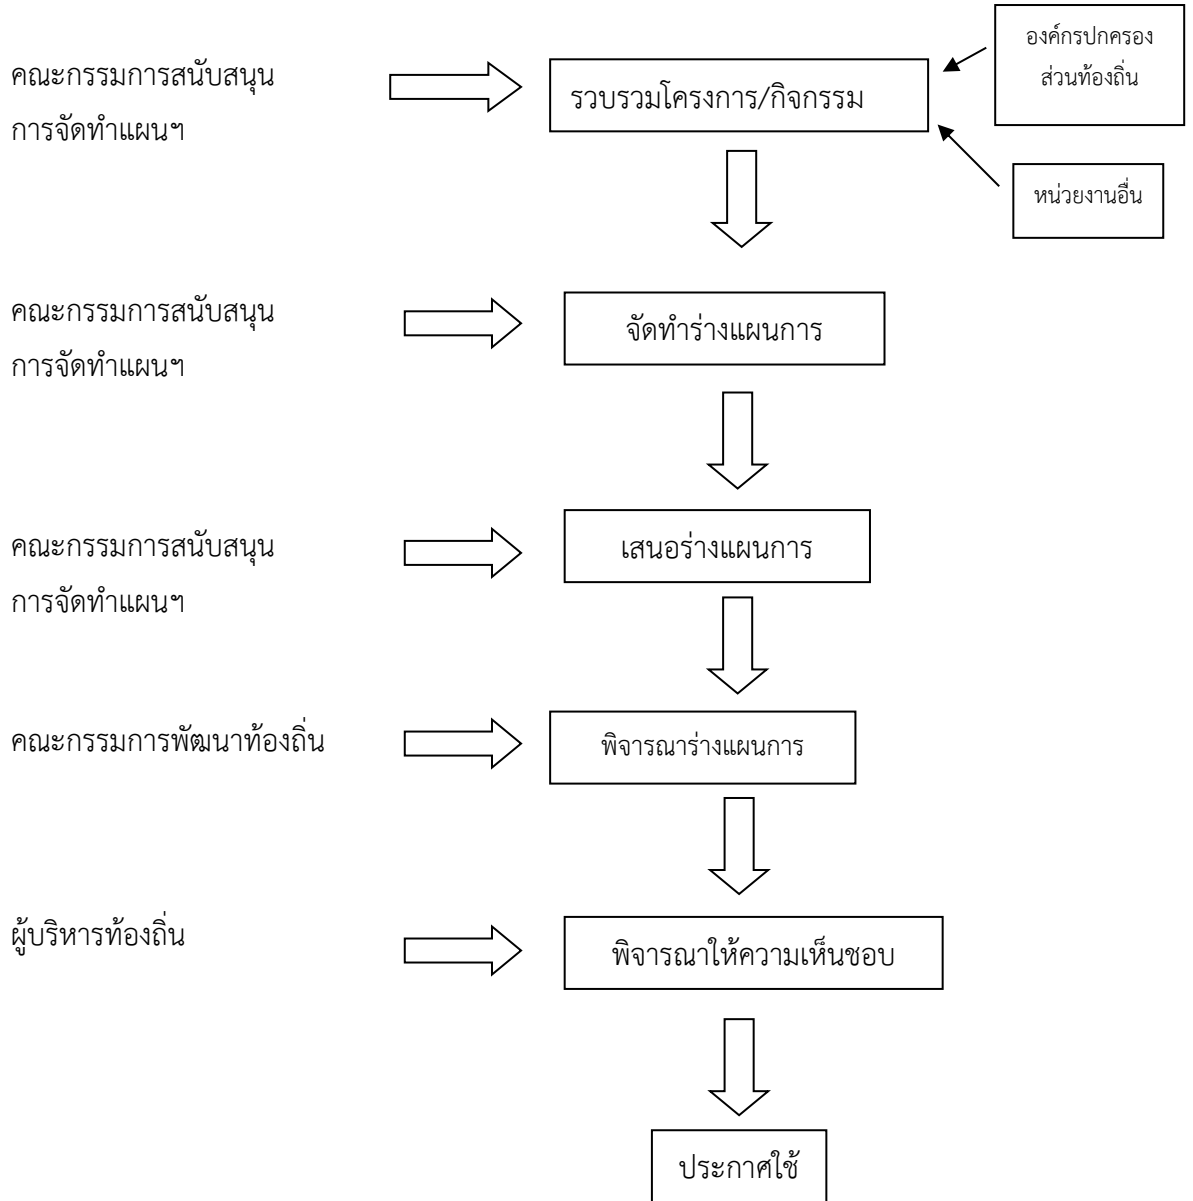 องค์กรปกครอง
ส่วนท้องถิ่น
คณะกรรมการสนับสนุน
การจัดทำแผนฯ
รวบรวมโครงการ/กิจกรรม
หน่วยงานอื่น
คณะกรรมการสนับสนุน
การจัดทำแผนฯ
จัดทำร่างแผนการ
คณะกรรมการสนับสนุน
การจัดทำแผนฯ
เสนอร่างแผนการ
คณะกรรมการพัฒนาท้องถิ่น
พิจารณาร่างแผนการ
ผู้บริหารท้องถิ่น
พิจารณาให้ความเห็นชอบ
ประกาศใช้